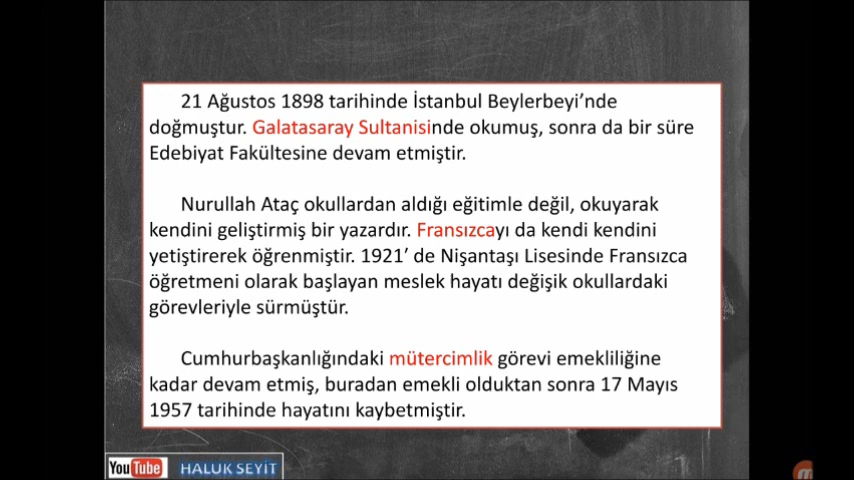 21 Ağustos 1898 tarihinde İstanbul Beylerbeyi’nde
doğmuştur. Galatasaray Sultanisinde okumuş, sonra da bir süre
Edebiyat Fakültesine devam etmiştir.
Nurullah Ataç okullardan aldığı eğitimle değil, okuyarak
kendini geliştirmiş bir yazardır. Fransızcayı da kendi kendini
yetiştirerek öğrenmiştir. 1921’ de Nişantaşı Lisesinde Fransızca
öğretmeni olarak başlayan meslek hayatı değişik okullardaki
görevleriyle sürmüştür.
Cumhurbaşkanlığındaki mütercimlik görevi emekliliğine
kadar devam etmiş, buradan emekli olduktan sonra 17 Mayıs
1957 tarihinde hayatını kaybetmiştir.
YouTube HALUK SEYİT